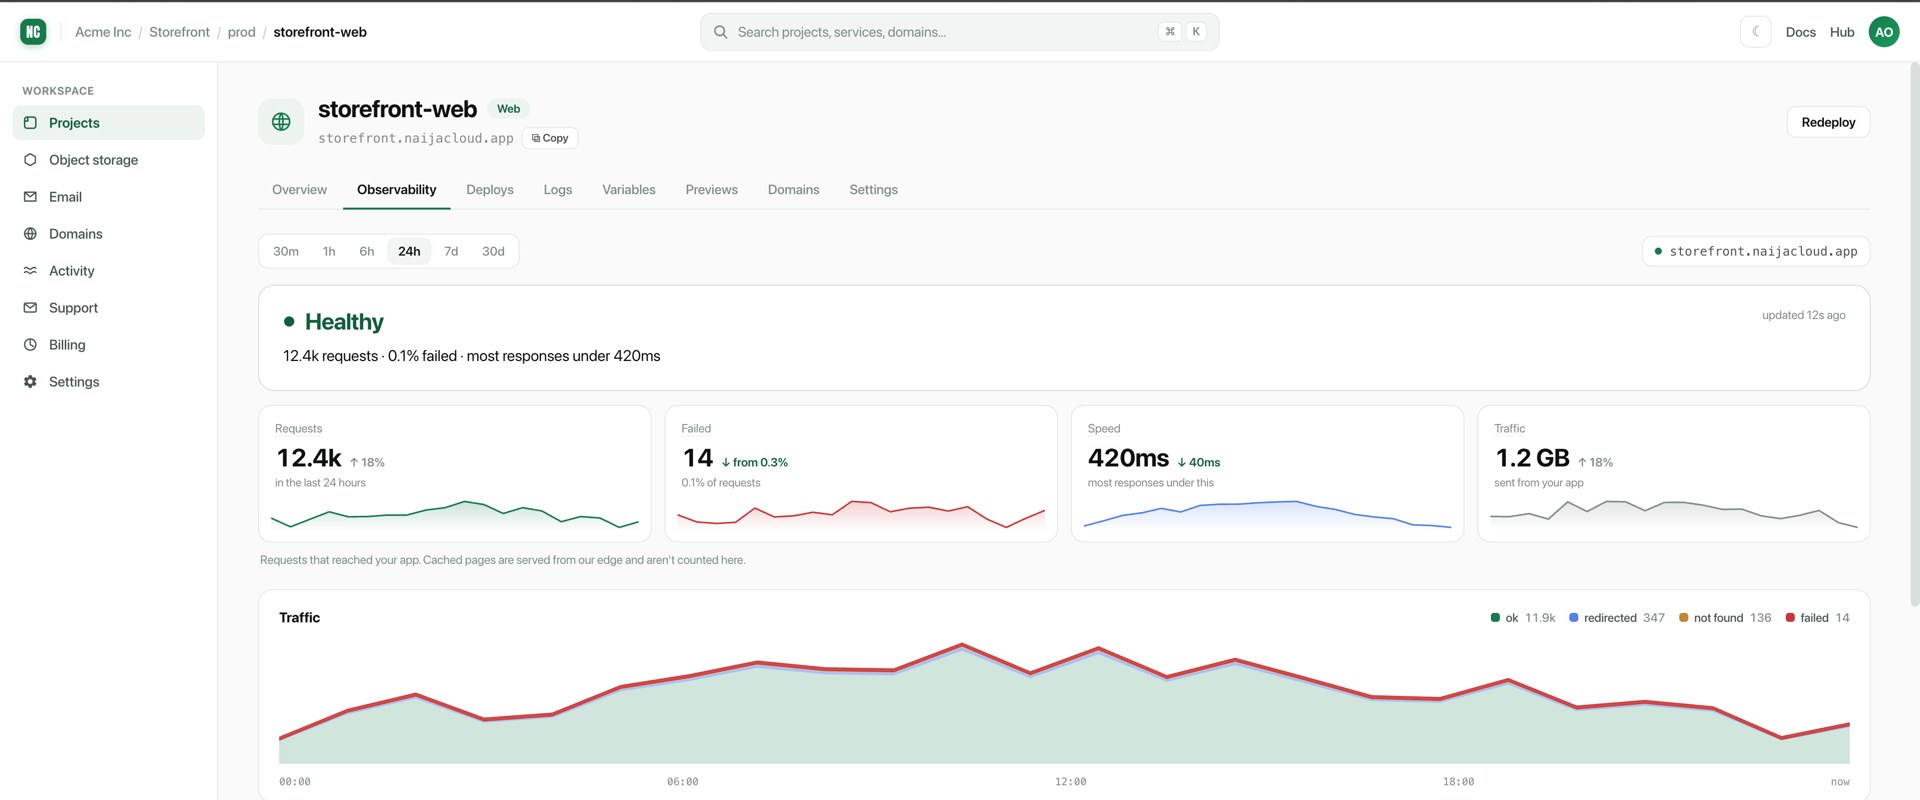 NC
Acme Inc / Storefront / prod / storefront-web
Search projects, services, domains...
⌘ K
Docs
Hub
AO
WORKSPACE
Projects
Object storage
Email
Domains
Activity
Support
Billing
Settings
storefront-web
Web
storefront.naijacloud.app
Copy
Redeploy
Overview
Observability
Deploys
Logs
Variables
Previews
Domains
Settings
30m
1h
6h
24h
7d
30d
storefront.naijacloud.app
Healthy
updated 12s ago
12.4k requests · 0.1% failed · most responses under 420ms
Requests
12.4k ↑ 18%
in the last 24 hours
Failed
14 ↓ from 0.3%
0.1% of requests
Speed
420ms ↓ 40ms
most responses under this
Traffic
1.2 GB ↑ 18%
sent from your app
Requests that reached your app. Cached pages are served from our edge and aren't counted here.
Traffic
ok 11.9k
redirected 347
not found 136
failed 14
00:00
06:00
12:00
18:00
now